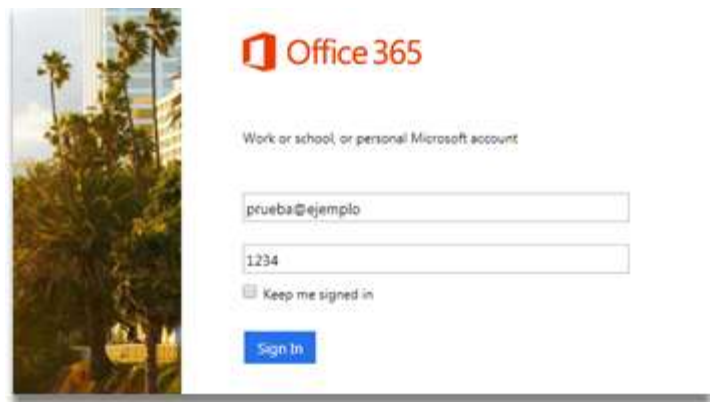 Office 365
Work or school, or personal Microsoft account
prueba@ejemplo
1234
Keep me signed in
Sign In